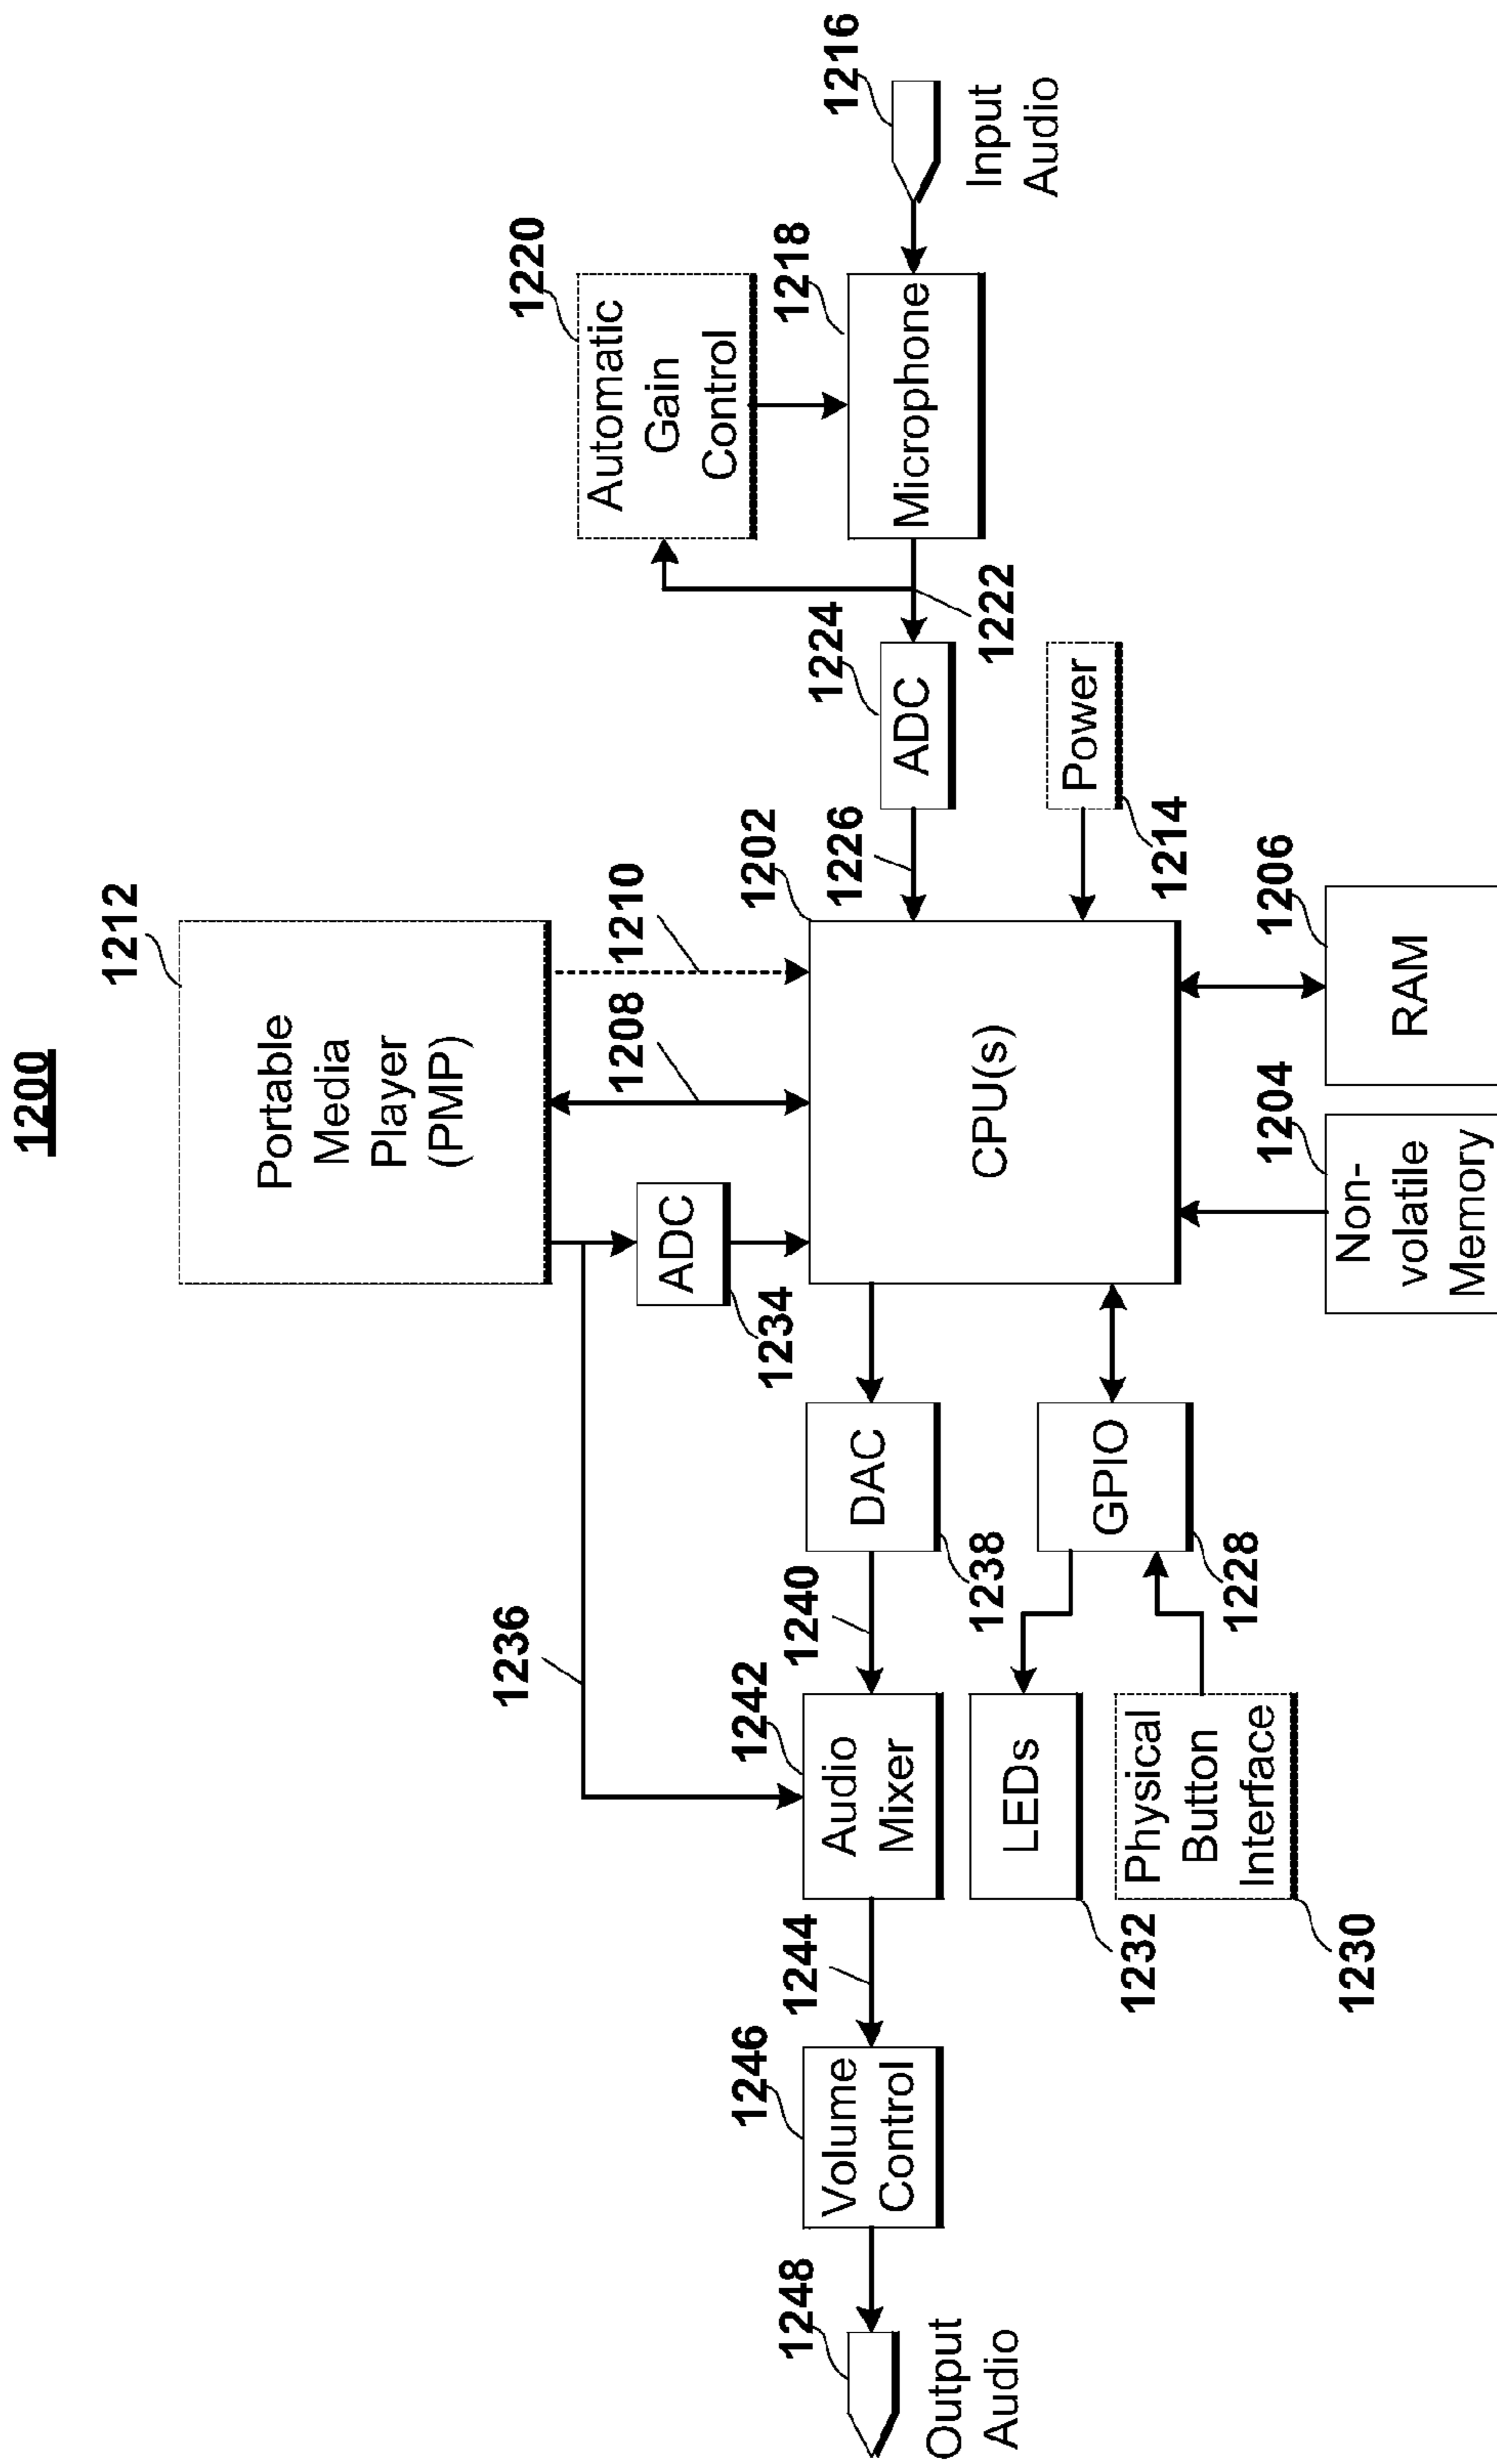 1200
1212
Portable
Media
Player
(PMP)
1220
Automatic
Gain
Control
1236
1208
1210
ADC
1234
1218
Microphone
1216
Input
Audio
1222
1224
ADC
1226
1202
CPU(s)
Power
1214
DAC
1238
1240
1242
Audio
Mixer
1244
1246
Volume
Control
1248
Output
Audio
GPIO
1228
LEDs
1232
Physical
Button
Interface
1230
1204
Non-
volatile
Memory
1206
RAM